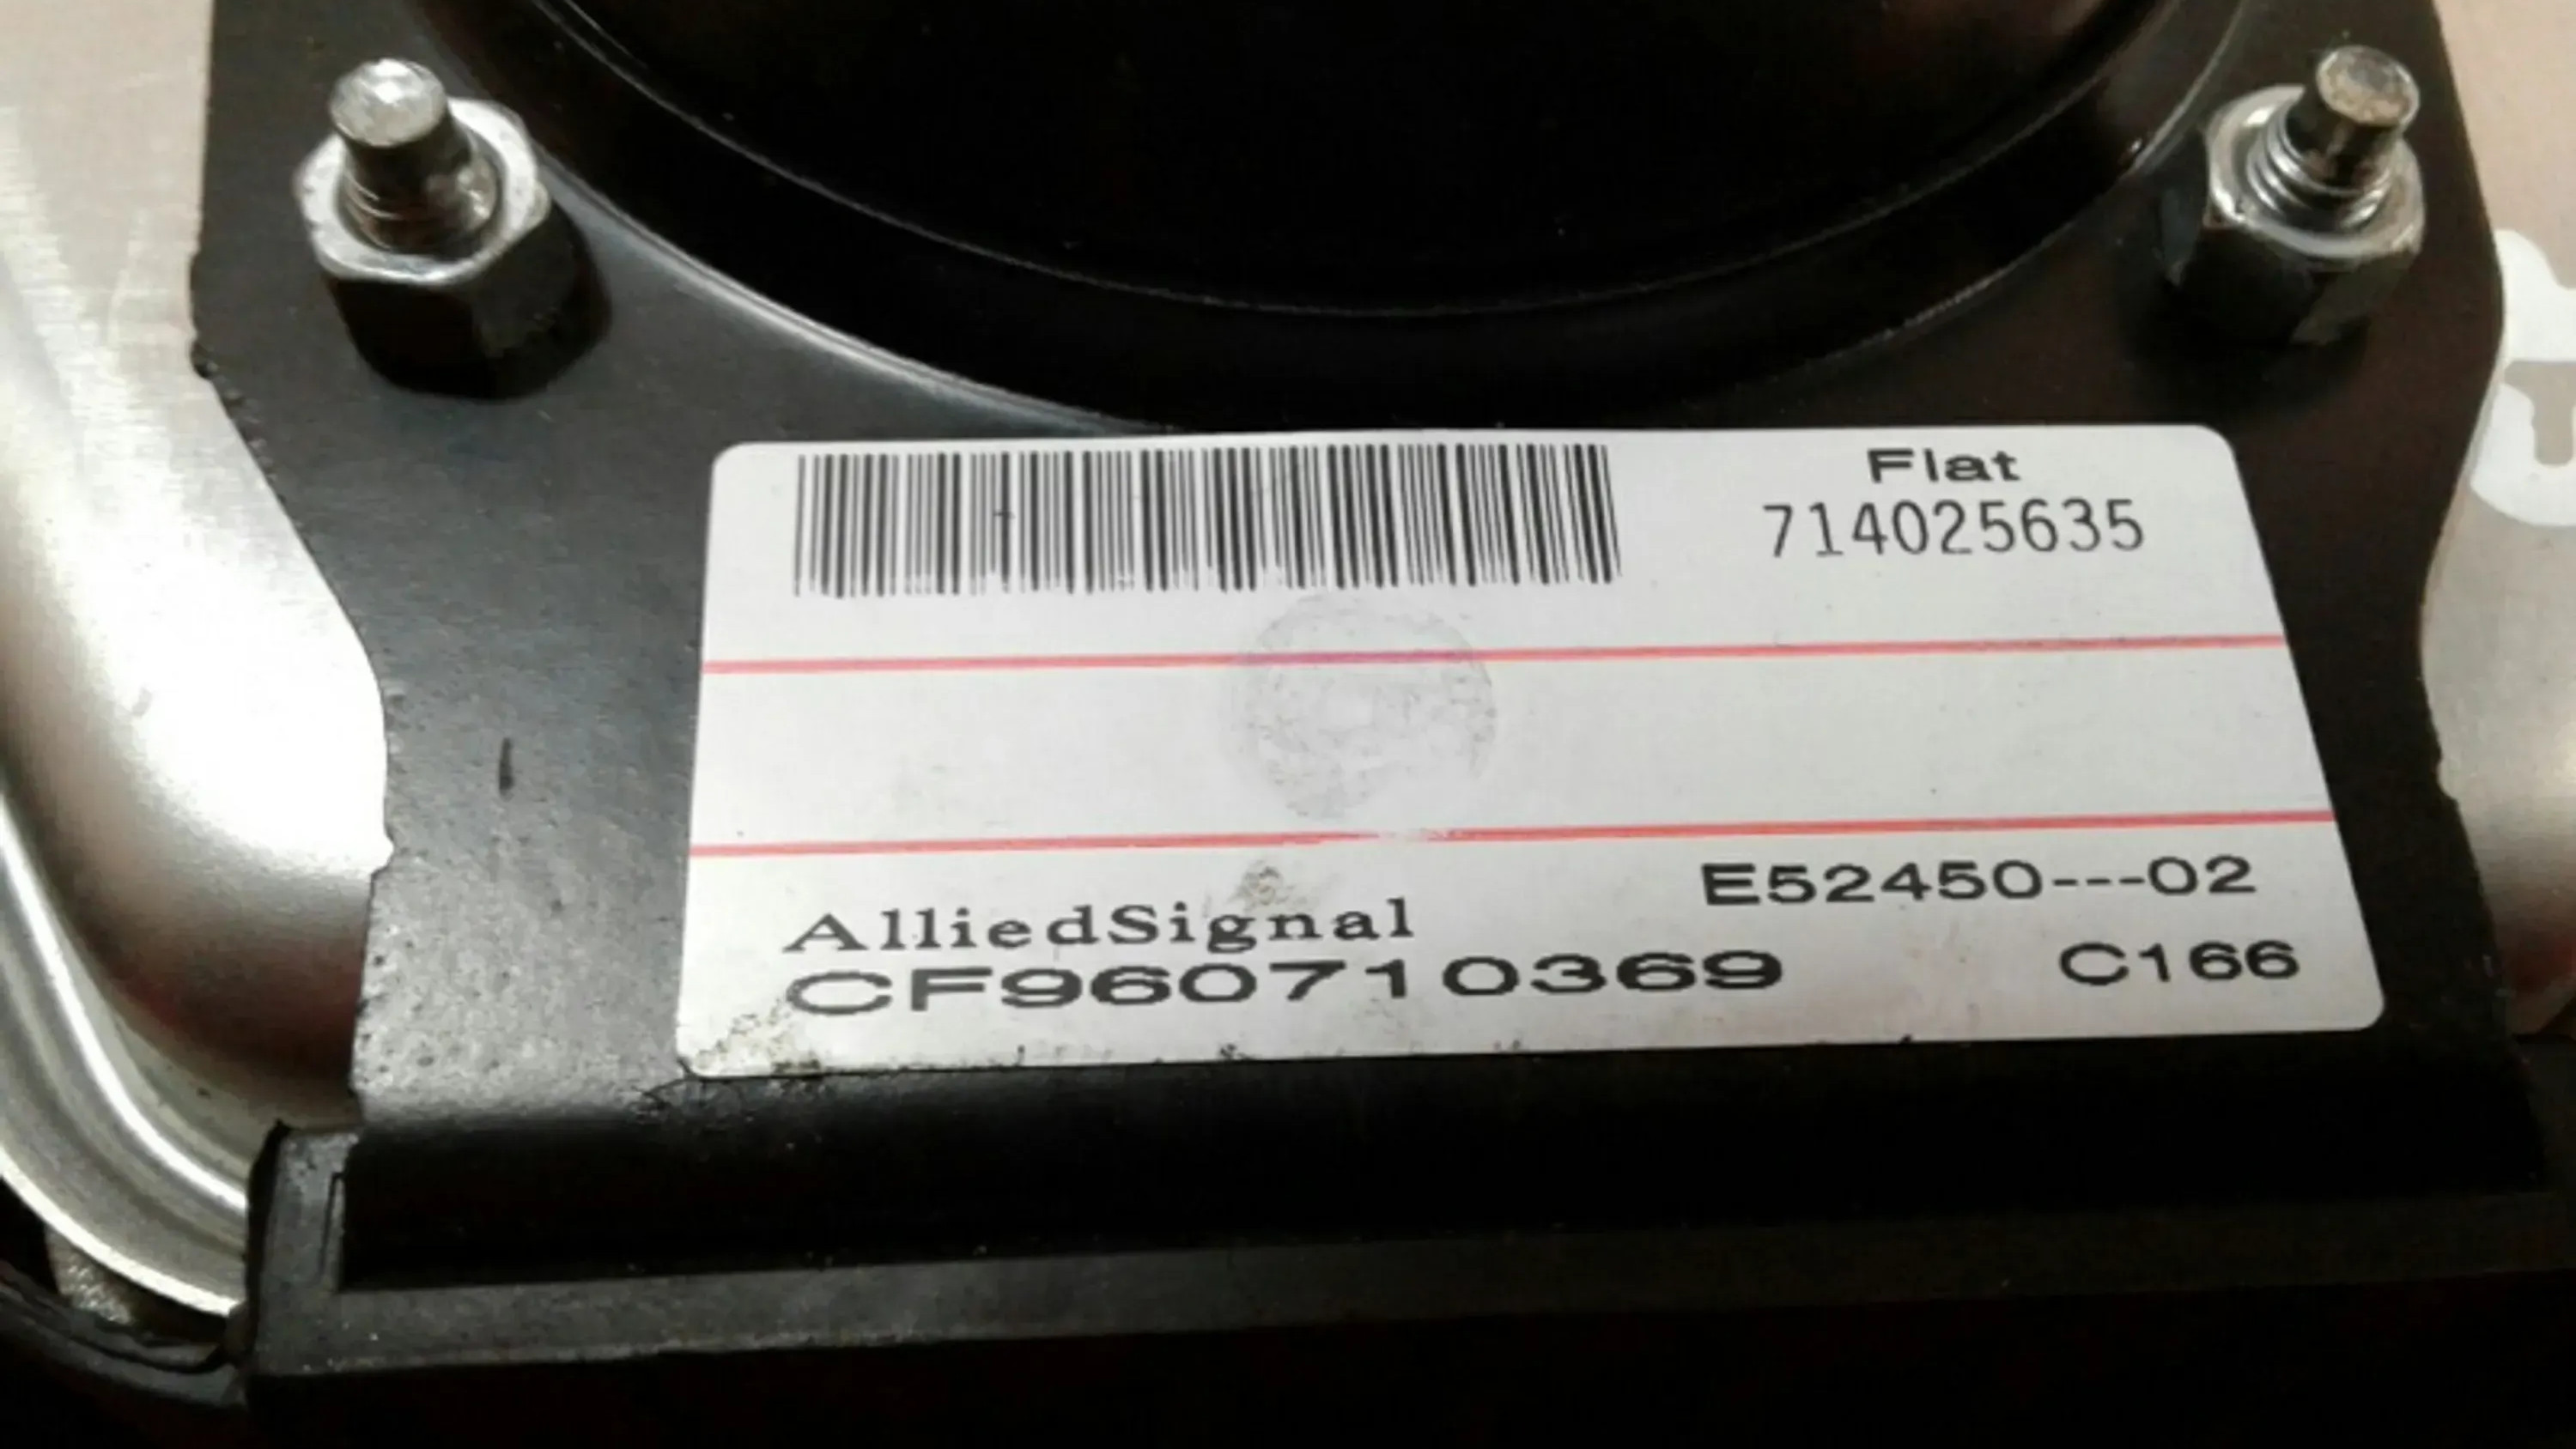 Fiat
714025635
E52450---02
AlliedSignal
CF960710369
C166